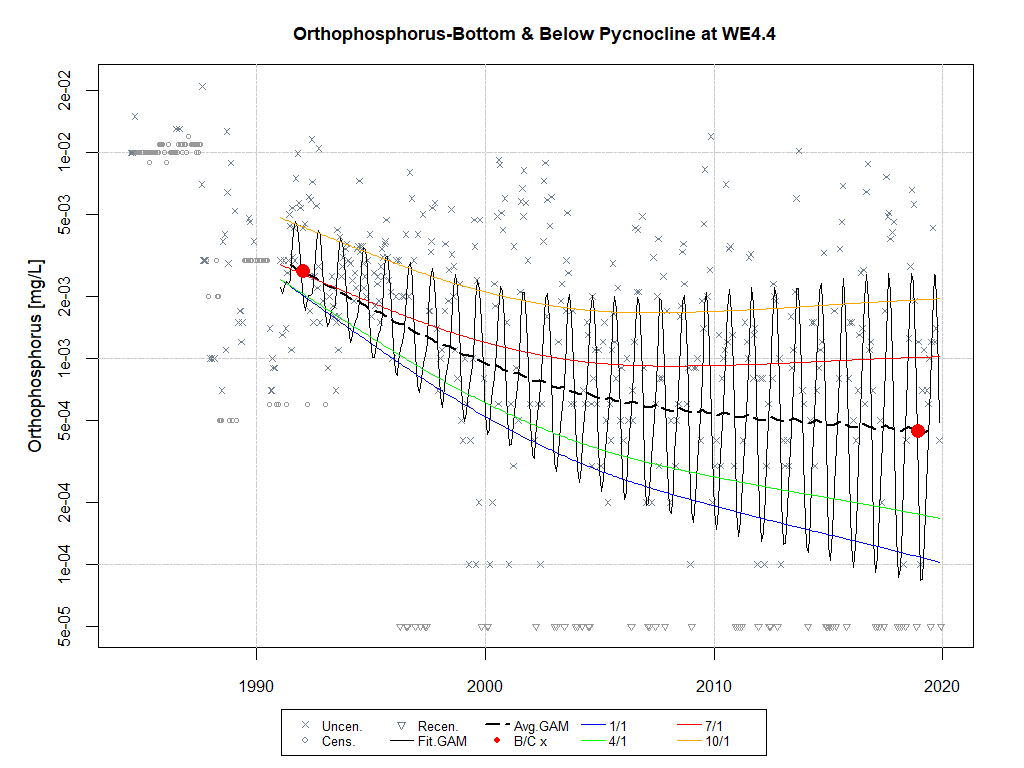 Orthophosphorus-Bottom & Below Pycnocline at WE4.4
Orthophosphorus [mg/L]
2e-02
1e-02
5e-03
2e-03
1e-03
5e-04
2e-04
1e-04
5e-05
1990 2000 2010 2020
Uncen. Recen. Avg.GAM 1/1 7/1
Cens. Fit.GAM B/C x 4/1 10/1